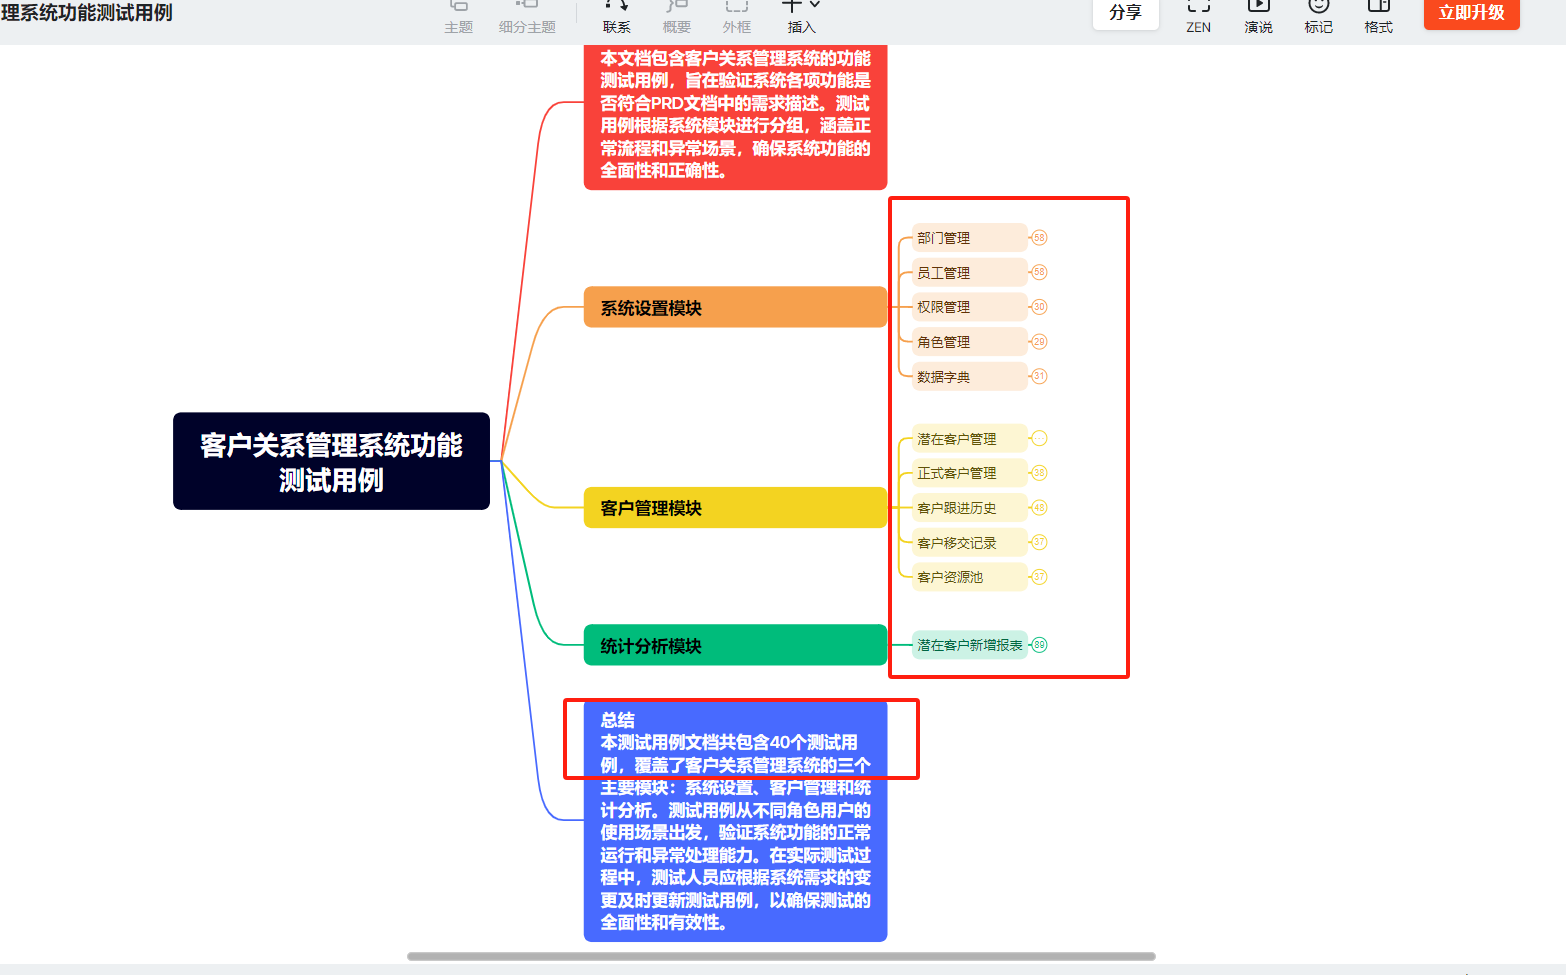 理系统功能测试用例
主题
细分主题
联系
概要
外框
插入
分享
ZEN
演说
标记
格式
立即升级
本文档包含客户关系管理系统的功能
测试用例，旨在验证系统各项功能是
否符合PRD文档中的需求描述。测试
用例根据系统模块进行分组，涵盖正
常流程和异常场景，确保系统功能的
全面性和正确性。
部门管理 58
员工管理 58
系统设置模块
权限管理 30
角色管理 29
数据字典 31
客户关系管理系统功能
测试用例
潜在客户管理 ···
正式客户管理 38
客户管理模块
客户跟进历史 48
客户移交记录 37
客户资源池 37
统计分析模块
潜在客户新增报表 89
总结
本测试用例文档共包含40个测试用
例，覆盖了客户关系管理系统的三个
主要模块：系统设置、客户管理和统
计分析。测试用例从不同角色用户的
使用场景出发，验证系统功能的正常
运行和异常处理能力。在实际测试过
程中，测试人员应根据系统需求的变
更及时更新测试用例，以确保测试的
全面性和有效性。